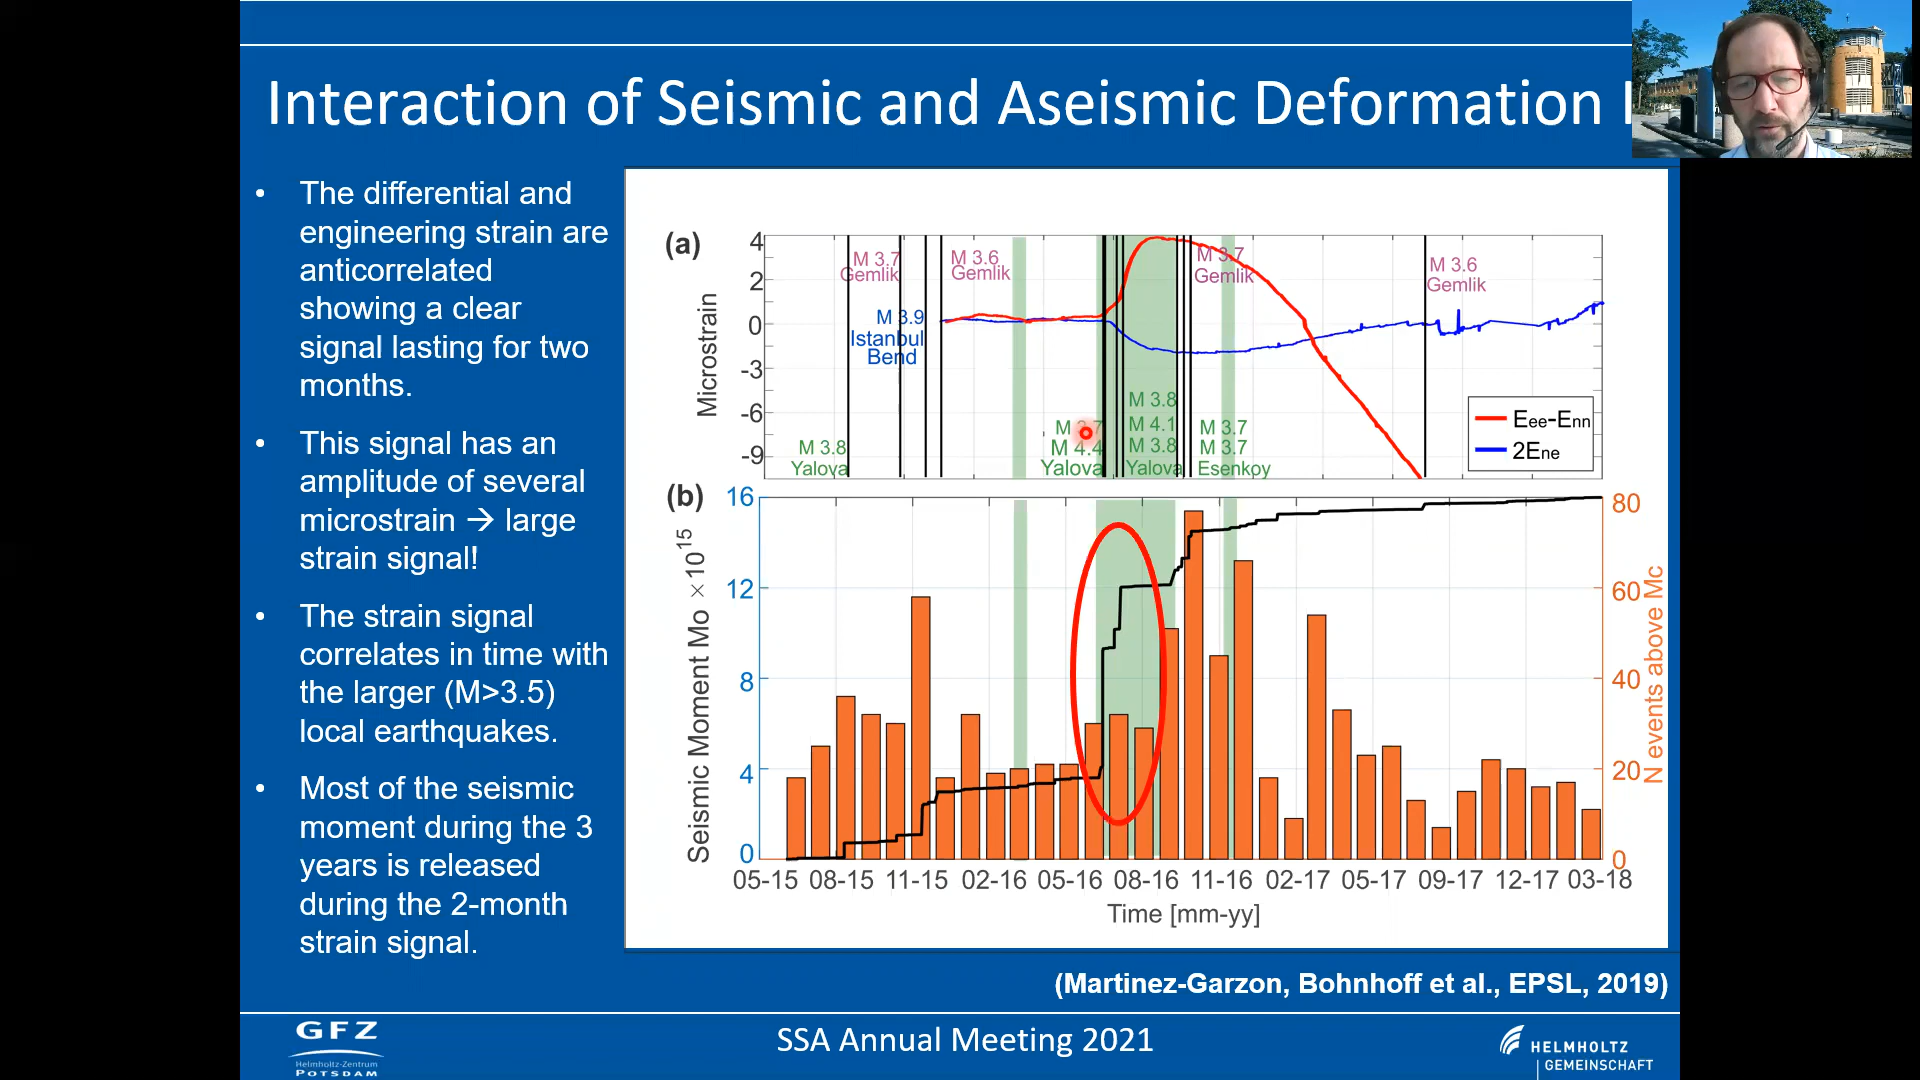 Interaction of Seismic and Aseismic Deformation
• The differential and
engineering strain are
anticorrelated
showing a clear
signal lasting for two
months.
• This signal has an
amplitude of several
microstrain → large
strain signal!
• The strain signal
correlates in time with
the larger (M>3.5)
local earthquakes.
• Most of the seismic
moment during the 3
years is released
during the 2-month
strain signal.
(a)
Microstrain
4
2
0
-3
-6
-9
M 3.7
Gemlik
M 3.9
Istanbul
Bend
M 3.8
Yalova
M 3.6
Gemlik
M 3.7
M 4.4
Yalova
M 3.8
M 4.1
M 3.8
Yalova
M 3.7
Gemlik
M 3.7
M 3.7
Esenkoy
M 3.6
Gemlik
Eee-Enn
2Ene
(b)
Seismic Moment Mo ×10^15
16
12
8
4
0
80
60
40
20
0
N events above Mc
05-15 08-15 11-15 02-16 05-16 08-16 11-16 02-17 05-17 09-17 12-17 03-18
Time [mm-yy]
(Martinez-Garzon, Bohnhoff et al., EPSL, 2019)
GFZ
Helmholtz-Zentrum
POTSDAM
SSA Annual Meeting 2021
HELMHOLTZ
GEMEINSCHAFT